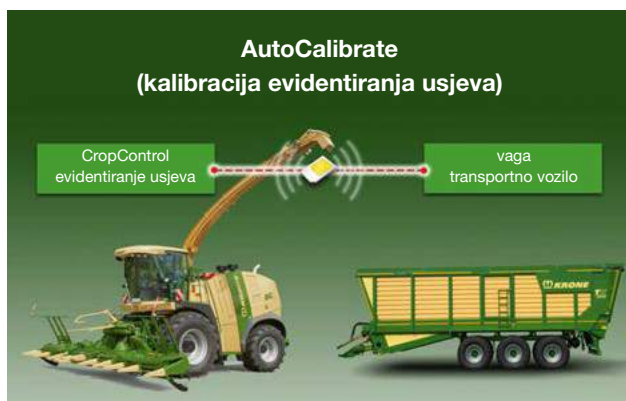 AutoCalibrate
(kalibracija evidentiranja usjeva)
CropControl
evidentiranje usjeva
vaga
transportno vozilo
KRONE